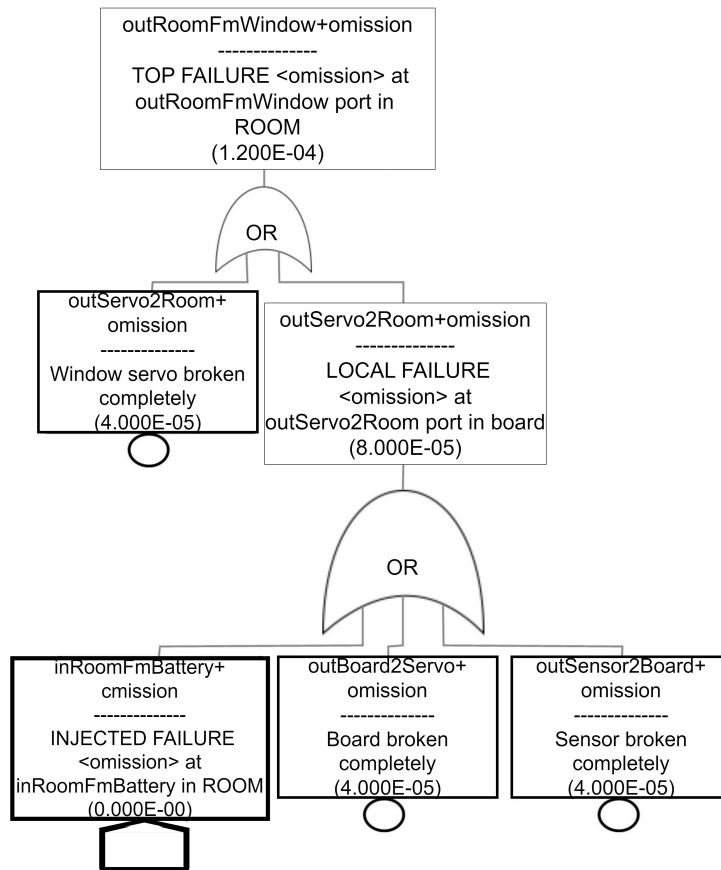 outRoomFmWindow+omission
--------------
TOP FAILURE <omission> at
outRoomFmWindow port in
ROOM
(1.200E-04)
OR
outServo2Room+
omission
--------------
Window servo broken
completely
(4.000E-05)
outServo2Room+omission
--------------
LOCAL FAILURE
<omission> at
outServo2Room port in board
(8.000E-05)
OR
inRoomFmBattery+
cmission
--------------
INJECTED FAILURE
<omission> at
inRoomFmBattery in ROOM
(0.000E-00)
outBoard2Servo+
omission
--------------
Board broken
completely
(4.000E-05)
outSensor2Board+
omission
--------------
Sensor broken
completely
(4.000E-05)